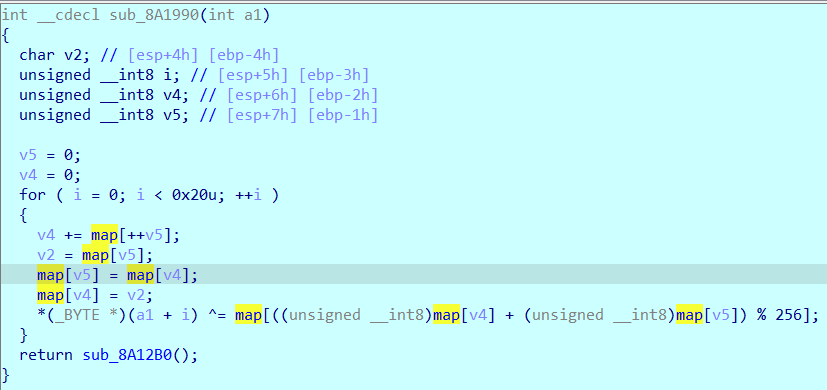 int __cdecl sub_8A1990(int a1)
{
  char v2; // [esp+4h] [ebp-4h]
  unsigned __int8 i; // [esp+5h] [ebp-3h]
  unsigned __int8 v4; // [esp+6h] [ebp-2h]
  unsigned __int8 v5; // [esp+7h] [ebp-1h]

  v5 = 0;
  v4 = 0;
  for ( i = 0; i < 0x20u; ++i )
  {
    v4 += map[++v5];
    v2 = map[v5];
    map[v5] = map[v4];
    map[v4] = v2;
    *(_BYTE *)(a1 + i) ^= map[((unsigned __int8)map[v4] + (unsigned __int8)map[v5]) % 256];
  }
  return sub_8A12B0();
}